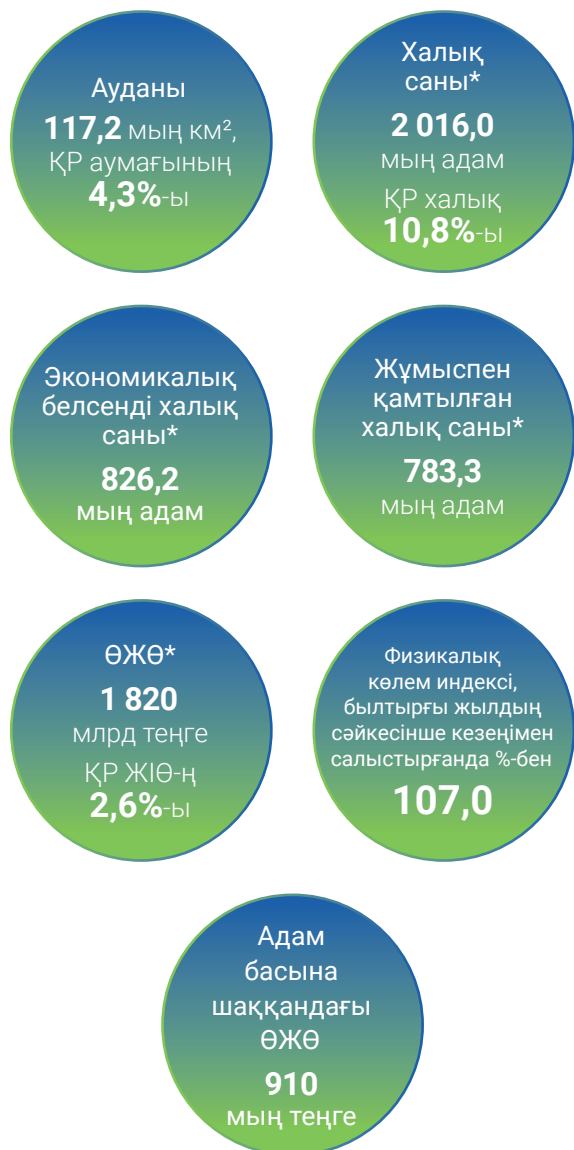 Ауданы
117,2 мың км²,
ҚР аумағының
4,3%-ы
Халық
саны*
2 016,0
мың адам
ҚР халық
10,8%-ы
Экономикалық
белсенді халық
саны*
826,2
мың адам
Жұмыспен
қамтылған
халық саны*
783,3
мың адам
ӨЖӨ*
1 820
млрд теңге
ҚР ЖІӨ-ң
2,6%-ы
Физикалық
көлем индексі,
былтырғы жылдың
сәйкесінше кезеңімен
салыстырғанда %-бен
107,0
Адам
басына
шаққандағы
ӨЖӨ
910
мың теңге